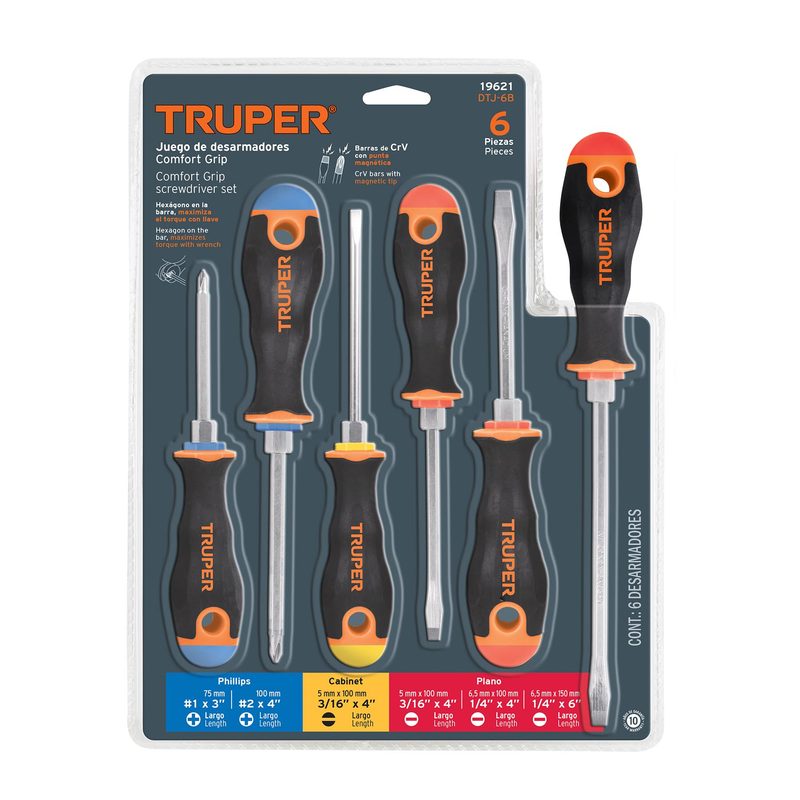 TRUPER®
19621
DTJ-6B
6
Piezas
Pieces
Juego de desarmadores
Comfort Grip
Comfort Grip
screwdriver set
Barras de CrV
con punta
magnética
CrV bars with
magnetic tip
Hexágono en la
barra, maximiza
el torque con llave
Hexagon on the
bar, maximizes
torque with wrench
TRUPER
TRUPER
TRUPER
TRUPER
TRUPER
TRUPER
CONT.: 6 DESARMADORES
Phillips
75 mm
#1 x 3"
Largo
Length
100 mm
#2 x 4"
Largo
Length
Cabinet
5 mm x 100 mm
3/16" x 4"
Largo
Length
Plano
5 mm x 100 mm
3/16" x 4"
Largo
Length
6,5 mm x 100 mm
1/4" x 4"
Largo
Length
6,5 mm x 150 mm
1/4" x 6"
Largo
Length
10